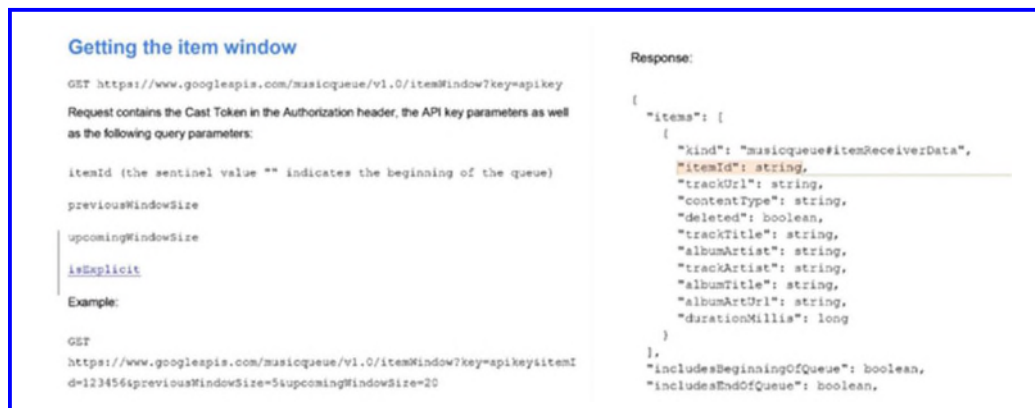 Getting the item window
GET https://www.googleapis.com/musicqueue/v1.0/itemWindow?key=apikey
Request contains the Cast Token in the Authorization header, the API key parameters as well
as the following query parameters:
itemId (the sentinel value "" indicates the beginning of the queue)
previousWindowSize
upcomingWindowSize
isExplicit
Example:
GET
https://www.googleapis.com/musicqueue/v1.0/itemWindow?key=apikey&itemI
d=123456&previousWindowSize=5&upcomingWindowSize=20
Response:
{
"items": [
{
"kind": "musicqueue#itemReceiverData",
"itemId": string,
"trackUrl": string,
"contentType": string,
"deleted": boolean,
"trackTitle": string,
"albumArtist": string,
"trackArtist": string,
"albumTitle": string,
"albumArtUrl": string,
"durationMillis": long
}
],
"includesBeginningOfQueue": boolean,
"includesEndOfQueue": boolean,